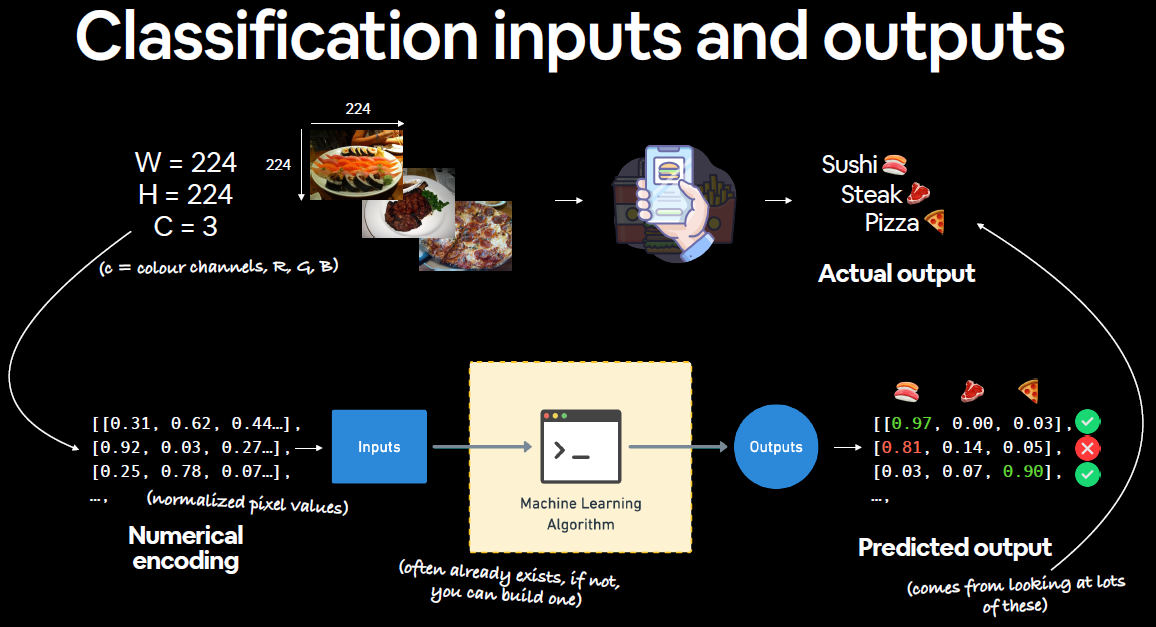 Classification inputs and outputs
224
224
W = 224
H = 224
C = 3
(c = colour channels, R, G, B)
Sushi 🍣
Steak 🥩
Pizza 🍕
Actual output
[[0.31, 0.62, 0.44…],
[0.92, 0.03, 0.27…],
[0.25, 0.78, 0.07…],
…,
(normalized pixel values)
Numerical
encoding
Inputs
Machine Learning
Algorithm
(often already exists, if not,
you can build one)
Outputs
[[0.97, 0.00, 0.03],
[0.81, 0.14, 0.05],
[0.03, 0.07, 0.90],
…,
Predicted output
(comes from looking at lots
of these)